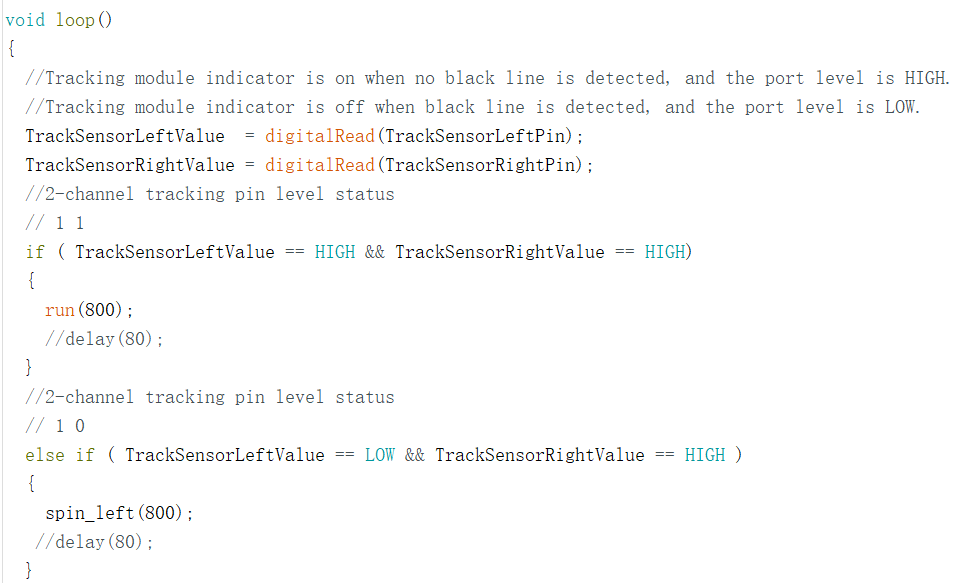 void loop()
{
  //Tracking module indicator is on when no black line is detected, and the port level is HIGH.
  //Tracking module indicator is off when black line is detected, and the port level is LOW.
  TrackSensorLeftValue  = digitalRead(TrackSensorLeftPin);
  TrackSensorRightValue = digitalRead(TrackSensorRightPin);
  //2-channel tracking pin level status
  // 1 1
  if ( TrackSensorLeftValue == HIGH && TrackSensorRightValue == HIGH)
  {
    run(800);
    //delay(80);
  }
  //2-channel tracking pin level status
  // 1 0
  else if ( TrackSensorLeftValue == LOW && TrackSensorRightValue == HIGH )
  {
    spin_left(800);
   //delay(80);
  }